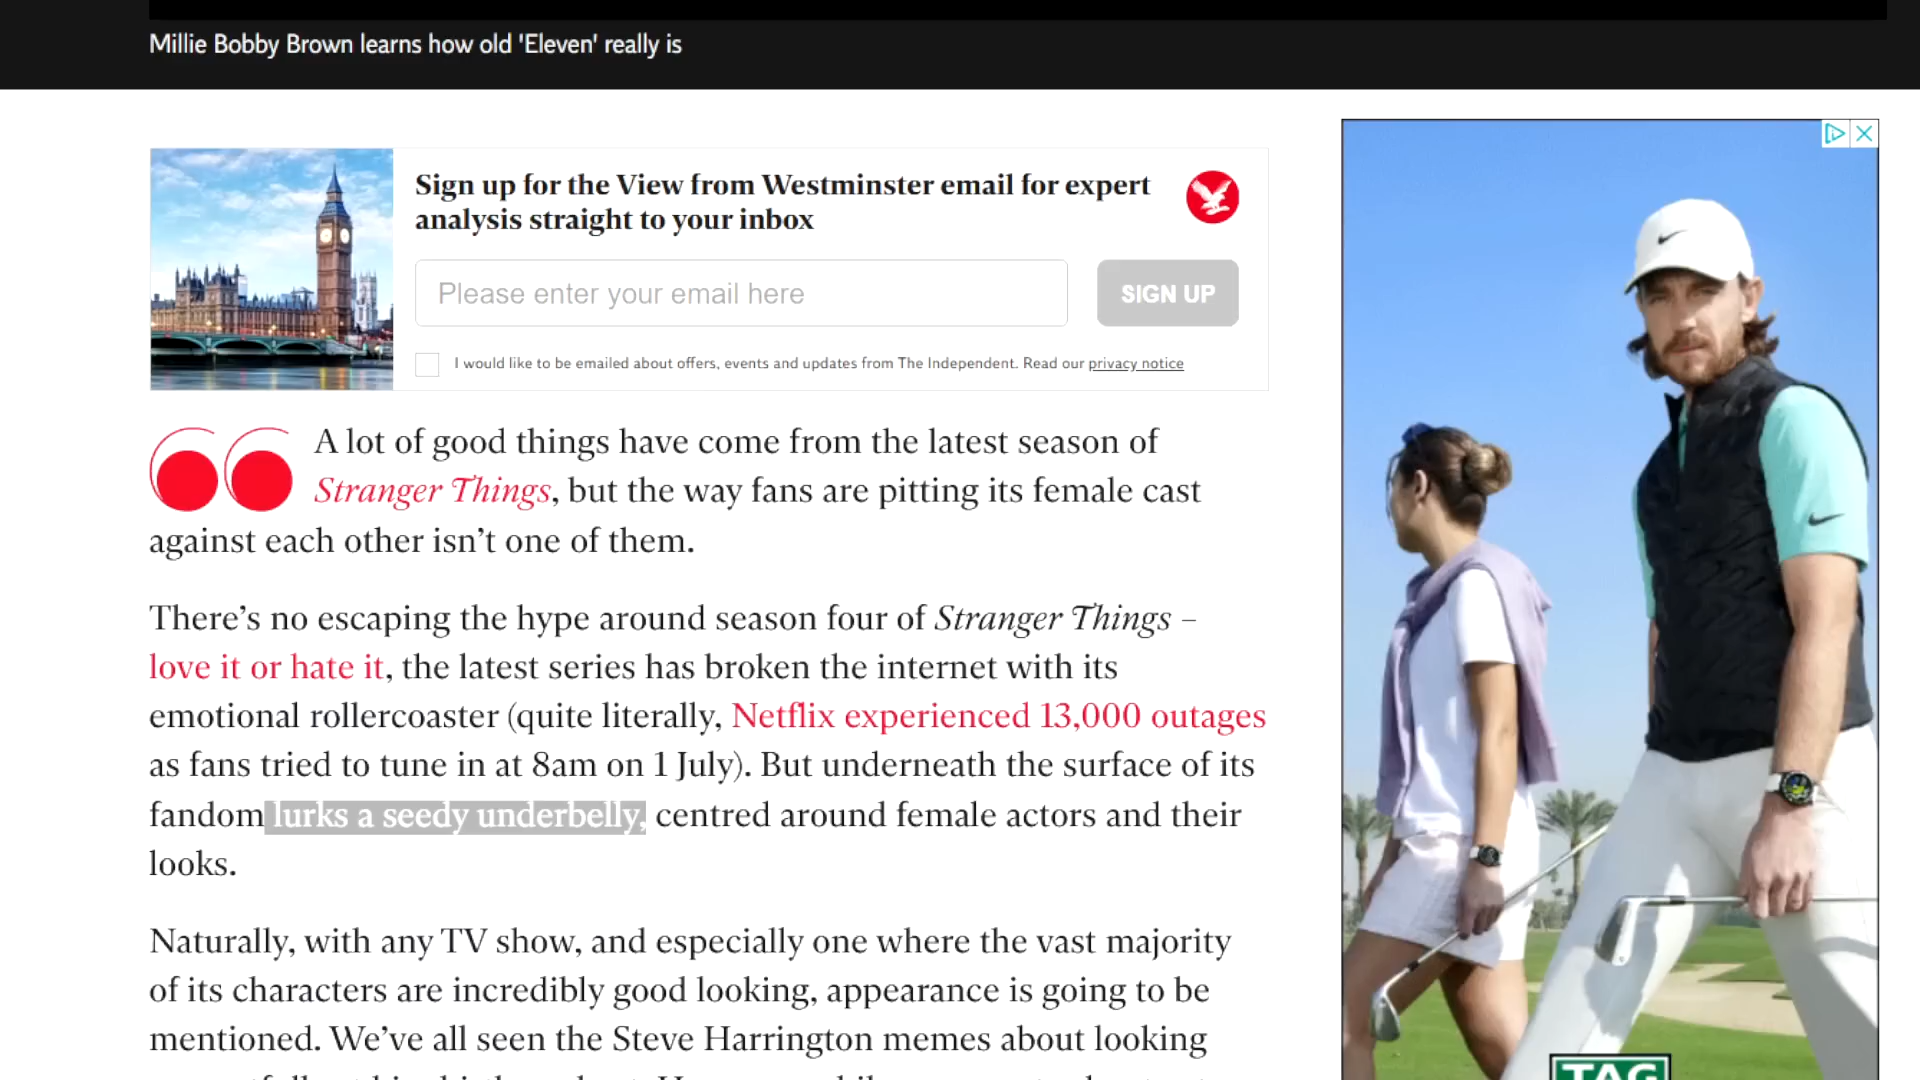 Millie Bobby Brown learns how old 'Eleven' really is
Sign up for the View from Westminster email for expert
analysis straight to your inbox
Please enter your email here
SIGN UP
I would like to be emailed about offers, events and updates from The Independent. Read our privacy notice
A lot of good things have come from the latest season of
Stranger Things, but the way fans are pitting its female cast
against each other isn’t one of them.
There’s no escaping the hype around season four of Stranger Things –
love it or hate it, the latest series has broken the internet with its
emotional rollercoaster (quite literally, Netflix experienced 13,000 outages
as fans tried to tune in at 8am on 1 July). But underneath the surface of its
fandom lurks a seedy underbelly, centred around female actors and their
looks.
Naturally, with any TV show, and especially one where the vast majority
of its characters are incredibly good looking, appearance is going to be
mentioned. We’ve all seen the Steve Harrington memes about looking
TAG